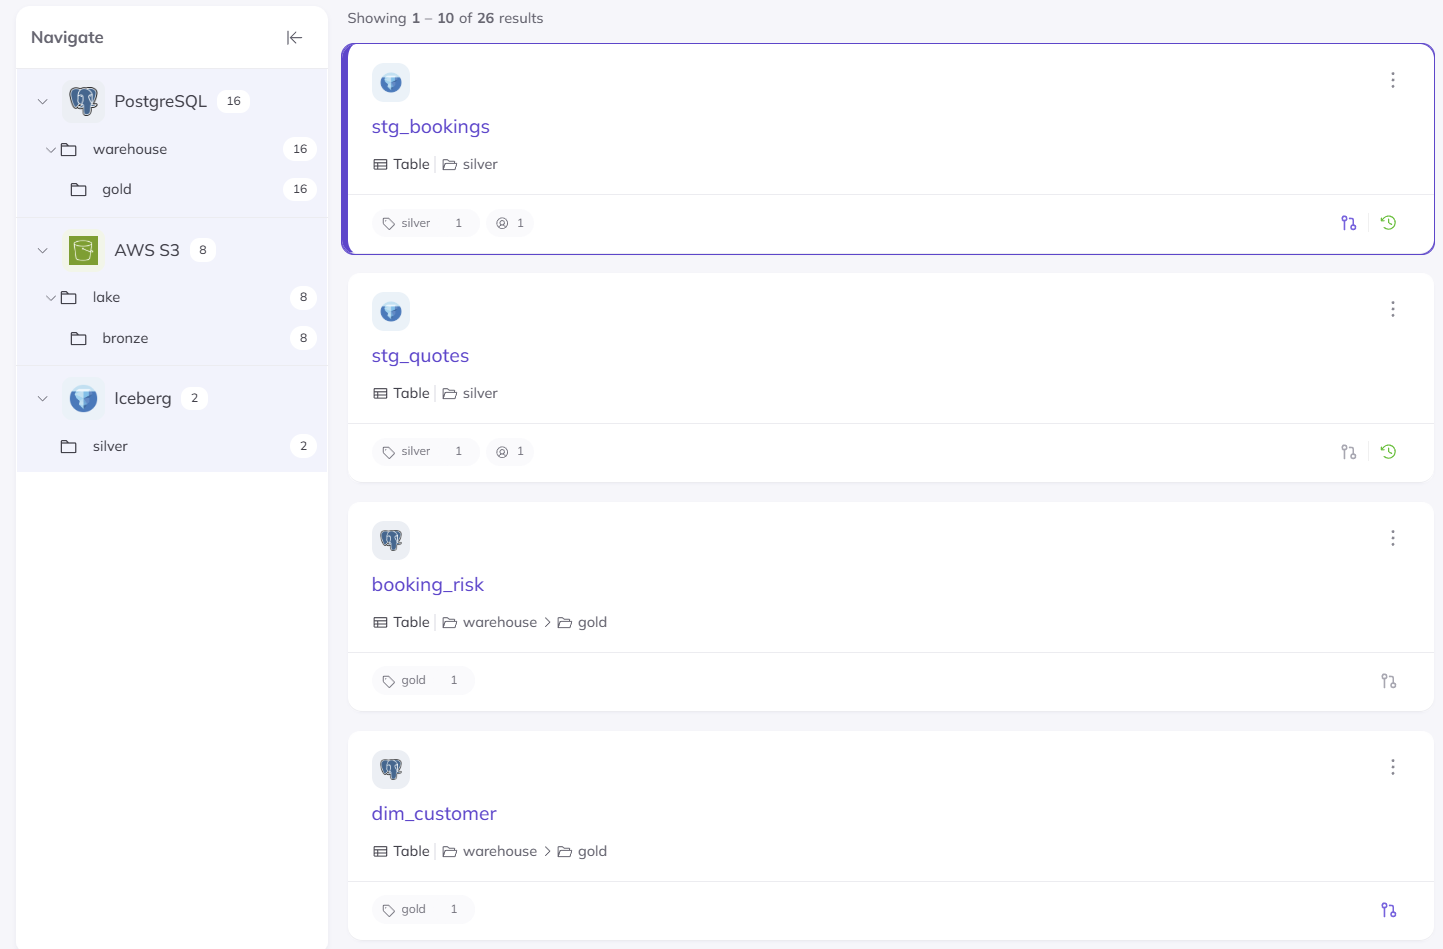 Navigate
PostgreSQL 16
warehouse 16
gold 16
AWS S3 8
lake 8
bronze 8
Iceberg 2
silver 2
Showing 1 – 10 of 26 results
stg_bookings
Table silver
silver 1 1
stg_quotes
Table silver
silver 1 1
booking_risk
Table warehouse > gold
gold 1
dim_customer
Table warehouse > gold
gold 1